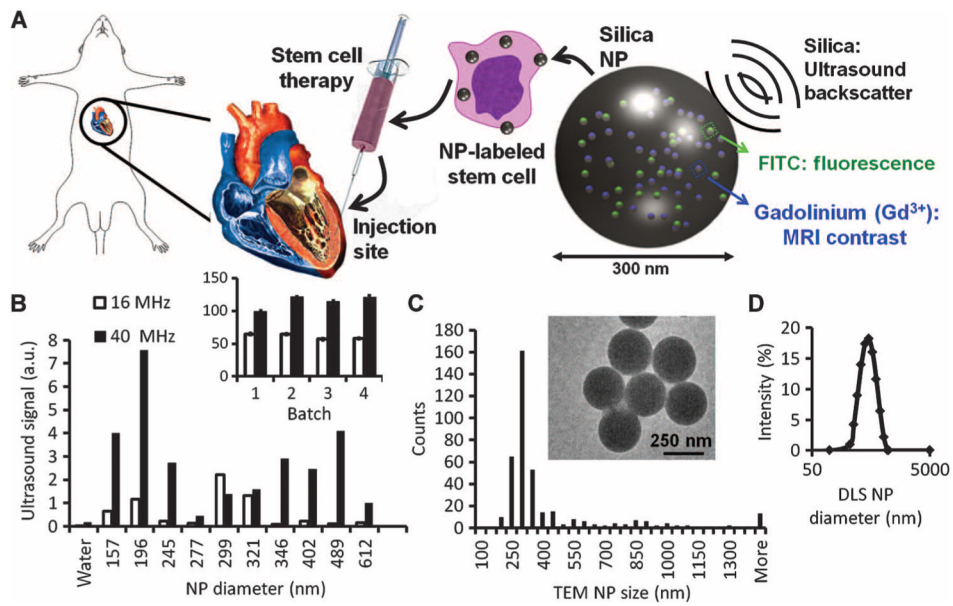 A
Stem cell
therapy
Silica
NP
Silica:
Ultrasound
backscatter
NP-labeled
stem cell
FITC: fluorescence
Gadolinium (Gd³⁺):
MRI contrast
Injection
site
300 nm
B
16 MHz
40 MHz
Ultrasound signal (a.u.)
8
7
6
5
4
3
2
1
0
150
100
50
0
1 2 3 4
Batch
Water 157 196 245 277 299 321 346 402 489 612
NP diameter (nm)
C
Counts
180
160
140
120
100
80
60
40
20
0
250 nm
100 250 400 550 700 850 1000 1150 1300 More
TEM NP size (nm)
D
Intensity (%)
20
15
10
5
0
50 5000
DLS NP
diameter (nm)